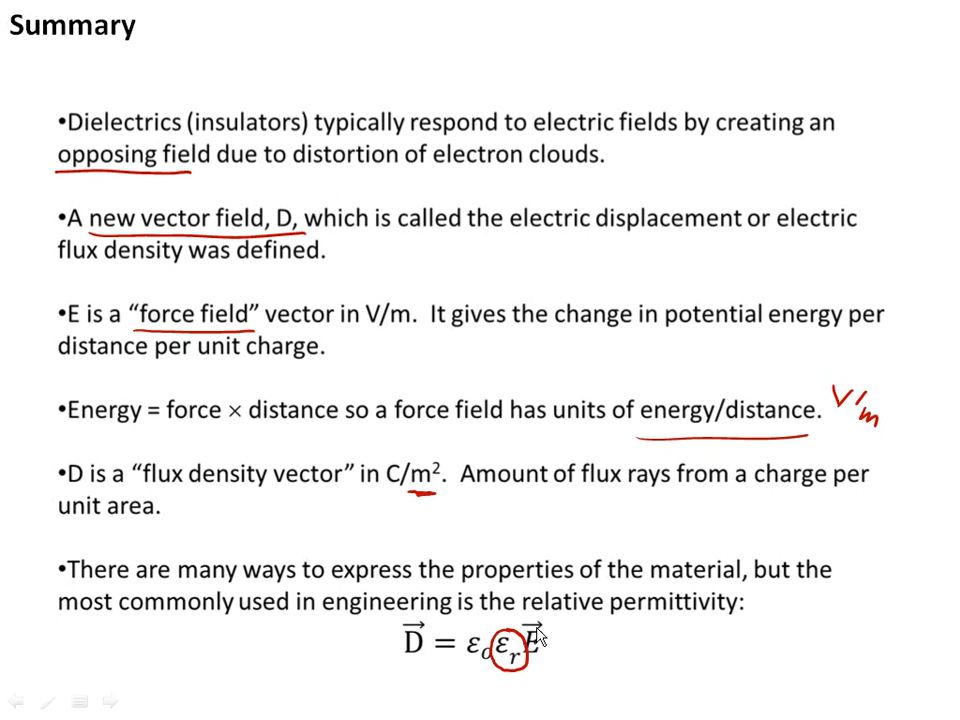 Summary
•Dielectrics (insulators) typically respond to electric fields by creating an
opposing field due to distortion of electron clouds.
•A new vector field, D, which is called the electric displacement or electric
flux density was defined.
•E is a “force field” vector in V/m.  It gives the change in potential energy per
distance per unit charge.
•Energy = force × distance so a force field has units of energy/distance. V/m
•D is a “flux density vector” in C/m².  Amount of flux rays from a charge per
unit area.
•There are many ways to express the properties of the material, but the
most commonly used in engineering is the relative permittivity:
D⃗ = εₒεᵣE⃗